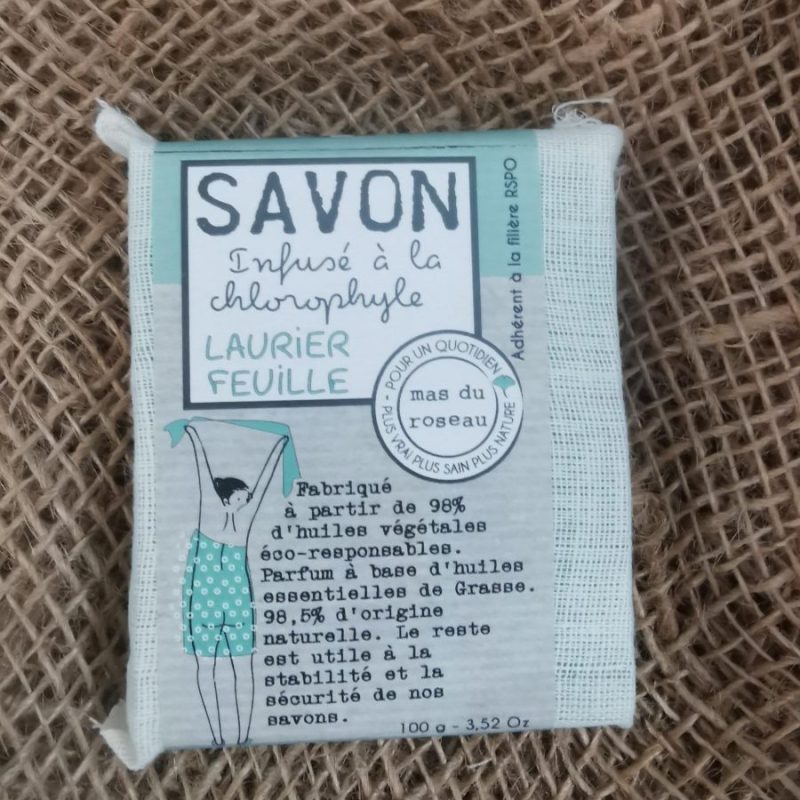 SAVON
Infusé à la
chlorophyle
LAURIER
FEUILLE
Adhérent à la filière RSPO
- POUR UN QUOTIDIEN
PLUS VRAI PLUS SAIN PLUS NATURE -
mas du
roseau
Fabriqué
à partir de 98%
d'huiles végétales
éco-responsables.
Parfum à base d'huiles
essentielles de Grasse.
98,5% d'origine
naturelle. Le reste
est utile à la
stabilité et la
sécurité de nos
savons.
100 g - 3,52 Oz